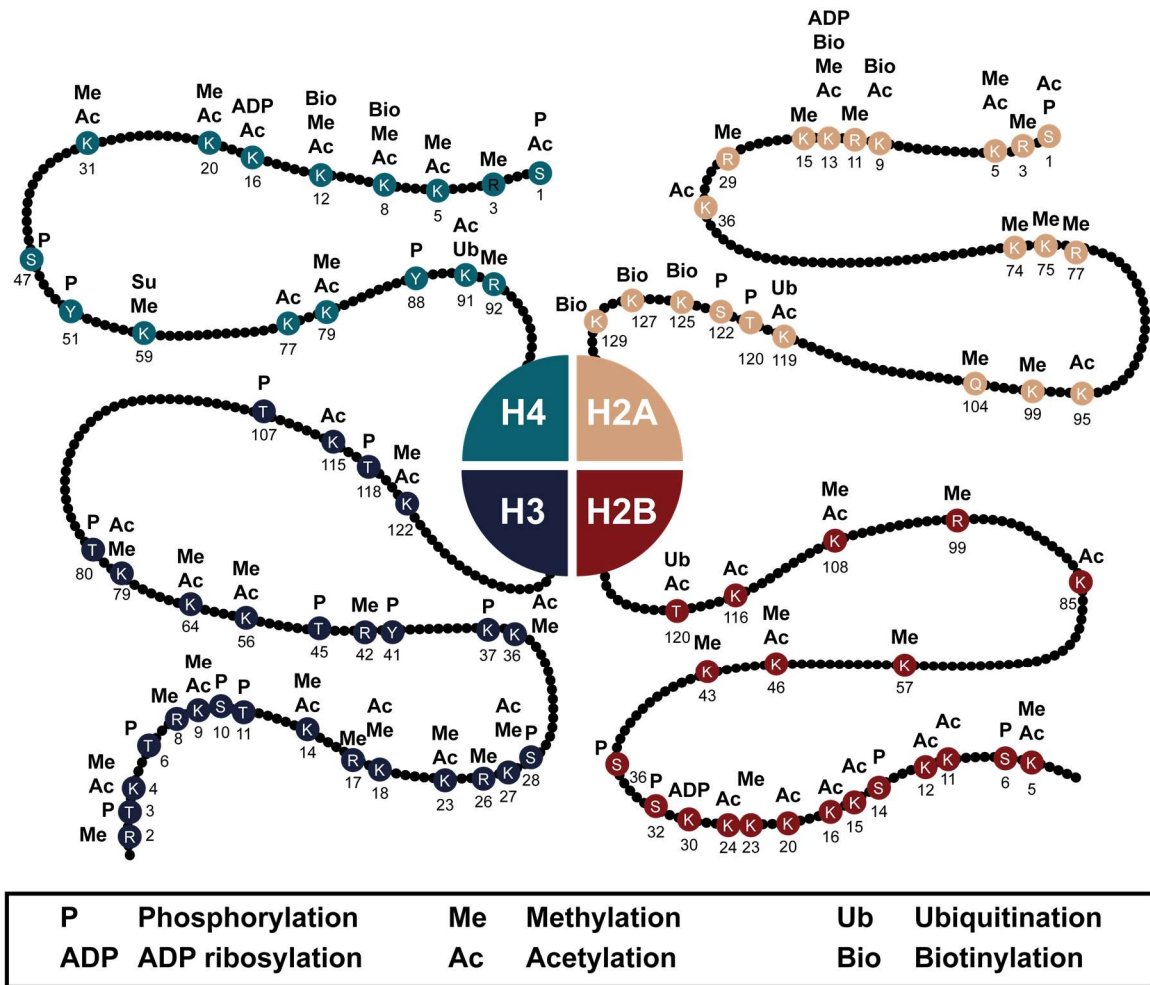 Me Me ADP Bio Bio Me Me P
Ac Ac Ac Me Me Ac Ac
Ac Ac
K K K K K K R S
31 20 16 12 8 5 3 1
P P Su Ac Me P Ac Me
Me Ac Ub
S Y K K K Y K R
47 51 59 77 79 88 91 92
ADP
Bio Bio Me Ac
Me Me Me Ac Me Ac Me P
Ac
R K K R K K R S
29 15 13 11 9 5 3 1
Ac Me Me Me
K K K R
36 74 75 77
Bio Bio Bio P P Ub Me Me Ac
Ac
K K K S T K Q K K
129 127 125 122 120 119 104 99 95
H4 H2A
H3 H2B
P Ac P Me
Ac
T K T K
107 115 118 122
P Ac Me Me P Me P P Ac
Me Ac Ac Me
T K K K T R Y K K
80 79 64 56 45 42 41 37 36
Me P Me P Me Me P P Me Me Ac Me Me Ac P
Ac Ac Ac Me Ac Me
R T K T R K S T K R K K R K S
2 3 4 6 8 9 10 11 14 17 18 23 26 27 28
Ub Ac Me Me Ac
Ac Ac
T K K R K
120 116 108 99 85
Me Me Me
Ac
K K K
43 46 57
P P ADP Ac Me Ac Ac Ac P Ac Ac P Me
Ac
S S K K K K K K S K K S K
36 32 30 24 23 20 16 15 14 12 11 6 5
P Phosphorylation Me Methylation Ub Ubiquitination
ADP ADP ribosylation Ac Acetylation Bio Biotinylation